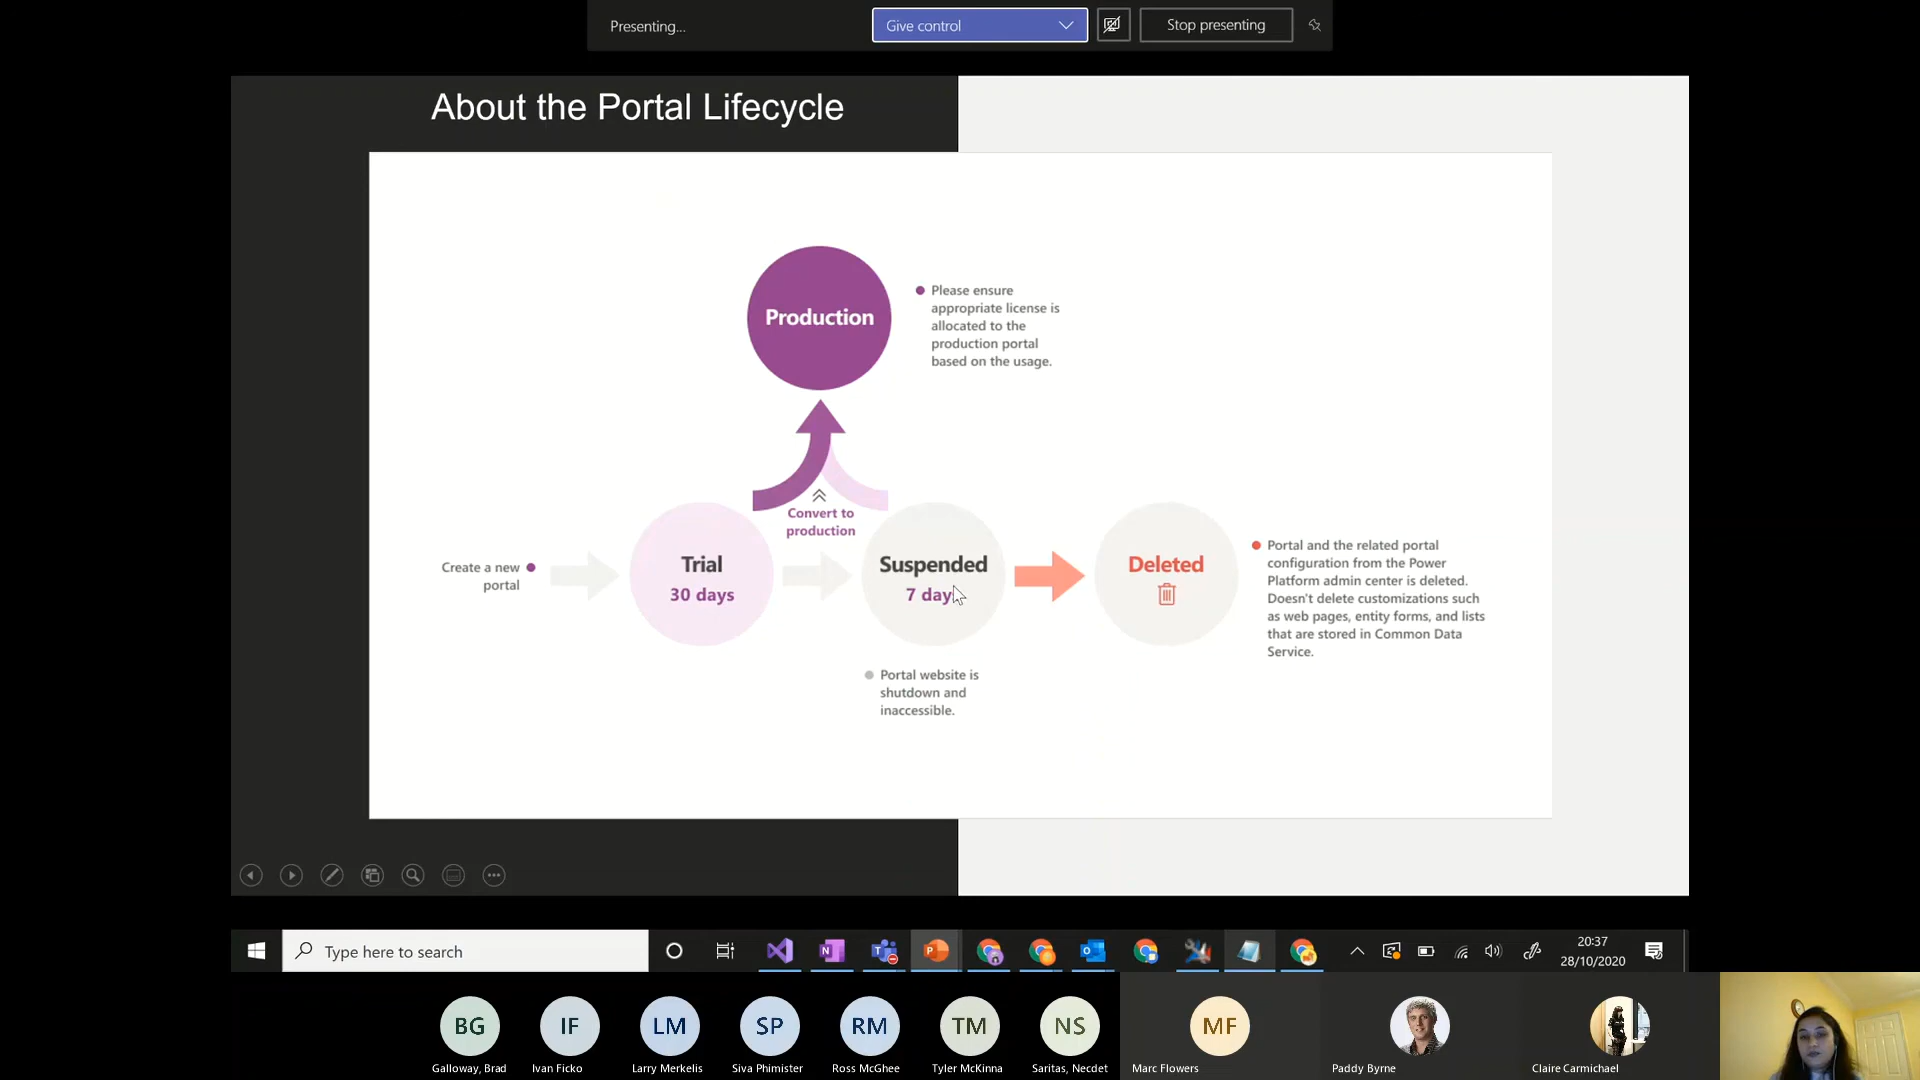 Presenting...
Give control
Stop presenting
About the Portal Lifecycle
Production
Please ensure
appropriate license is
allocated to the
production portal
based on the usage.
Convert to
production
Create a new
portal
Trial
30 days
Suspended
7 day
Deleted
Portal and the related portal
configuration from the Power
Platform admin center is deleted.
Doesn't delete customizations such
as web pages, entity forms, and lists
that are stored in Common Data
Service.
Portal website is
shutdown and
inaccessible.
Type here to search
20:37
28/10/2020
BG
IF
LM
SP
RM
TM
NS
MF
Galloway, Brad
Ivan Ficko
Larry Merkelis
Siva Phimister
Ross McGhee
Tyler McKinna
Saritas, Necdet
Marc Flowers
Paddy Byrne
Claire Carmichael